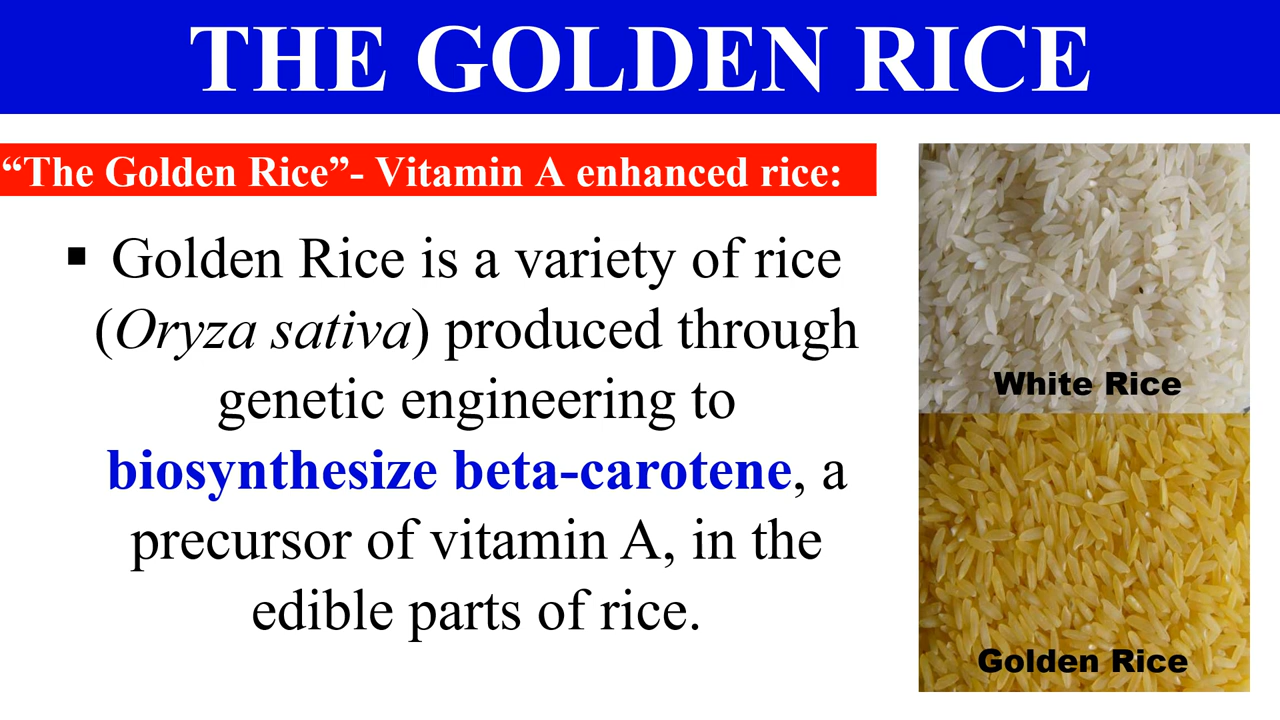 THE GOLDEN RICE
“The Golden Rice”- Vitamin A enhanced rice:
▪ Golden Rice is a variety of rice
(Oryza sativa) produced through
genetic engineering to
biosynthesize beta-carotene, a
precursor of vitamin A, in the
edible parts of rice.
White Rice
Golden Rice